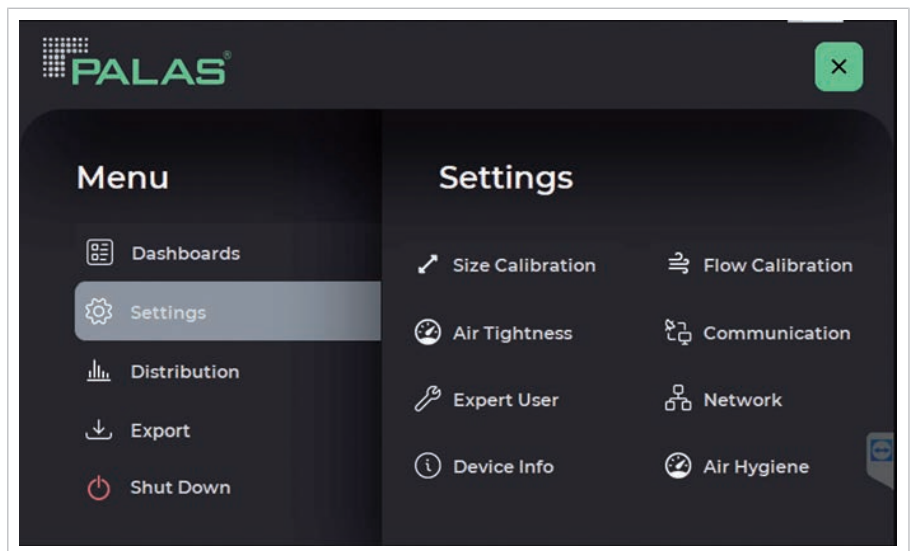 PALAS®
Menu
Dashboards
Settings
Distribution
Export
Shut Down
Settings
Size Calibration
Flow Calibration
Air Tightness
Communication
Expert User
Network
Device Info
Air Hygiene